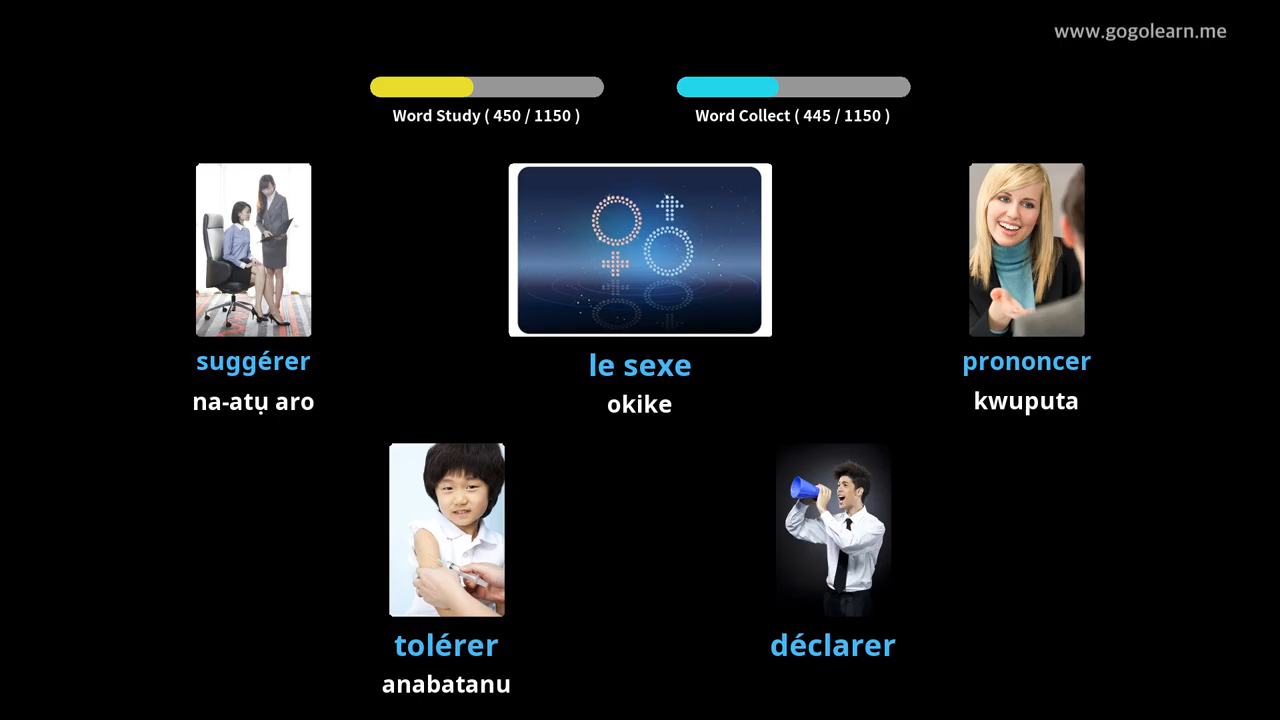 www.gogolearn.me
Word Study ( 450 / 1150 )
Word Collect ( 445 / 1150 )
suggérer
na-atụ aro
le sexe
okike
prononcer
kwuputa
tolérer
anabatanu
déclarer